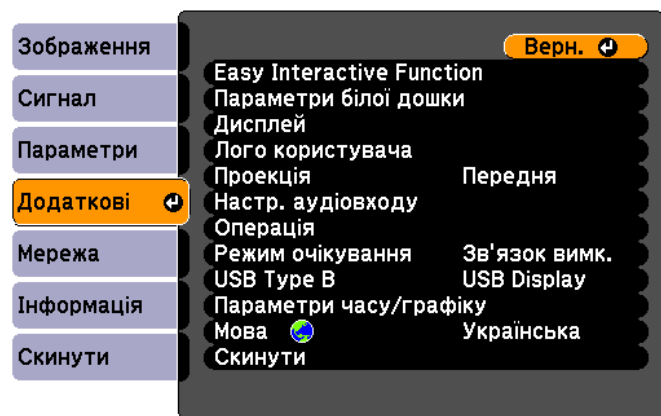 Зображення
Сигнал
Параметри
Додаткові
Мережа
Інформація
Скинути
Верн.
Easy Interactive Function
Параметри білої дошки
Дисплей
Лого користувача
Проекція Передня
Настр. аудіовходу
Операція
Режим очікування Зв'язок вимк.
USB Type B USB Display
Параметри часу/графіку
Мова Українська
Скинути